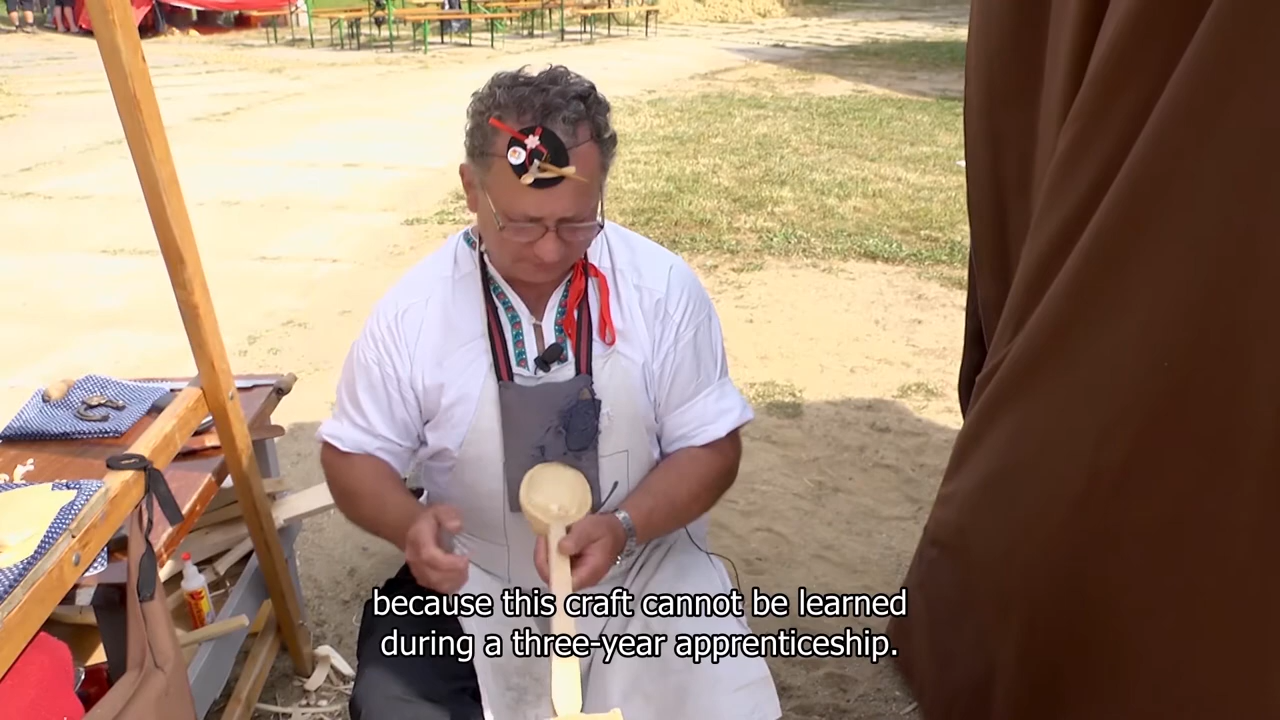 because this craft cannot be learned
during a three-year apprenticeship.